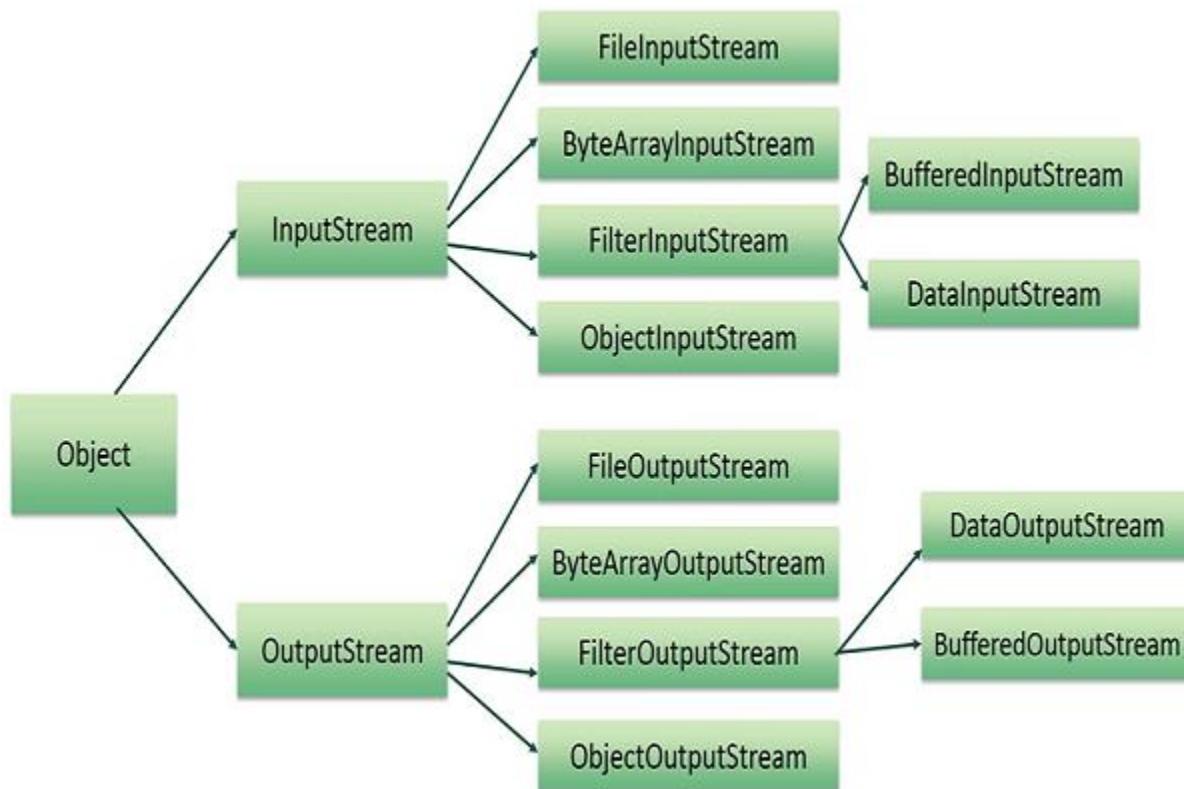 FileInputStream
ByteArrayInputStream
BufferedInputStream
InputStream
FilterInputStream
DataInputStream
ObjectInputStream
Object
FileOutputStream
DataOutputStream
ByteArrayOutputStream
OutputStream
FilterOutputStream
BufferedOutputStream
ObjectOutputStream